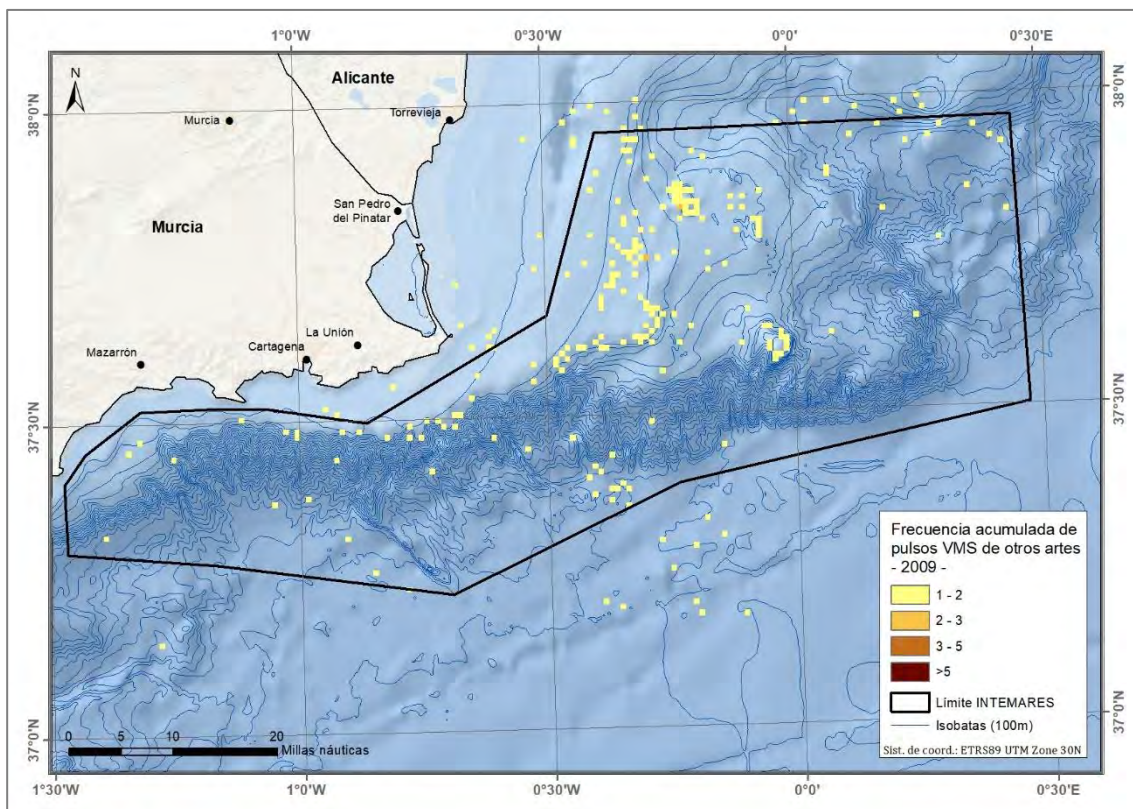 1°0'W
0°30'W
0°0'
0°30'E
N
Alicante
Murcia
Torrevieja
38°0'N
38°0'N
San Pedro
del Pinatar
Murcia
La Unión
Cartagena
Mazarrón
37°30'N
37°30'N
Frecuencia acumulada de
pulsos VMS de otros artes
- 2009 -
1 - 2
2 - 3
3 - 5
>5
Límite INTEMARES
Isobatas (100m)
Sist. de coord.: ETRS89 UTM Zone 30N
37°0'N
37°0'N
0 5 10 20
Millas náuticas
1°30'W
1°0'W
0°30'W
0°0'
0°30'E